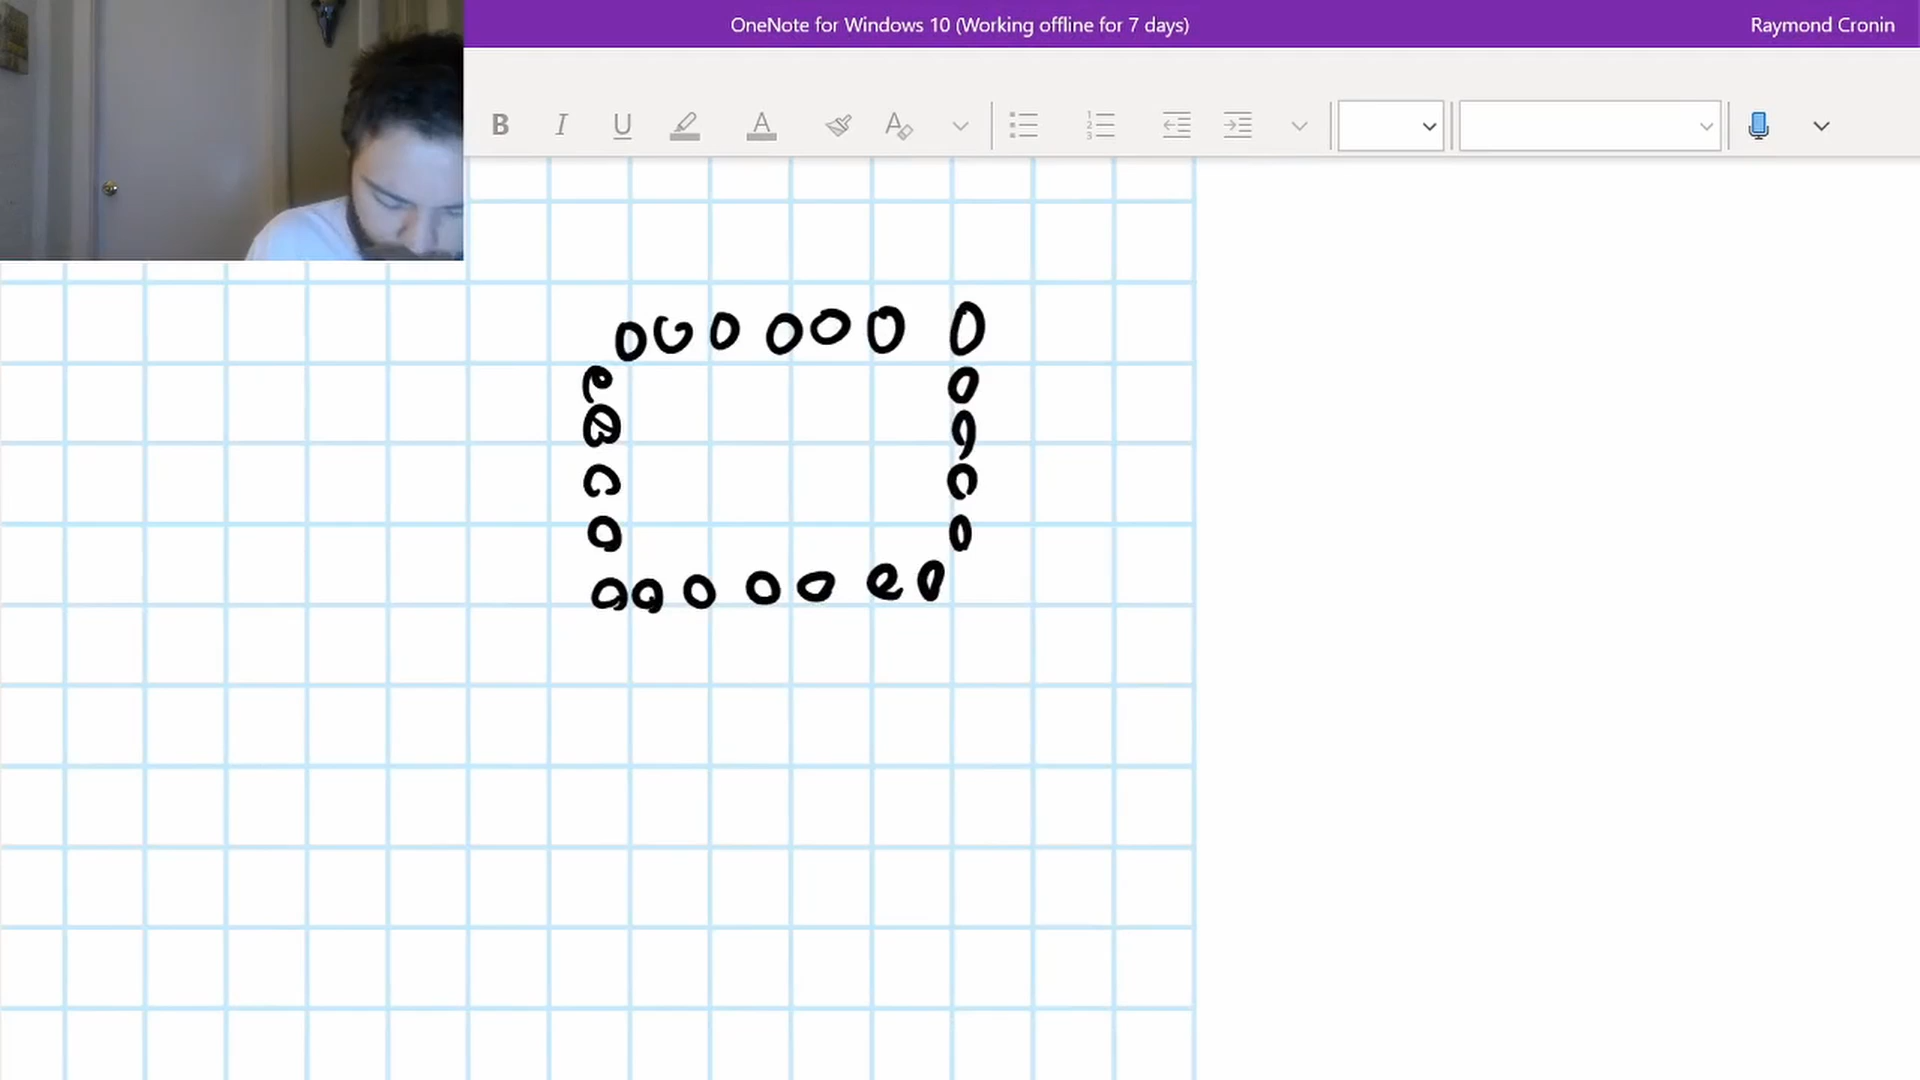 OneNote for Windows 10 (Working offline for 7 days)
Raymond Cronin
B I U A A